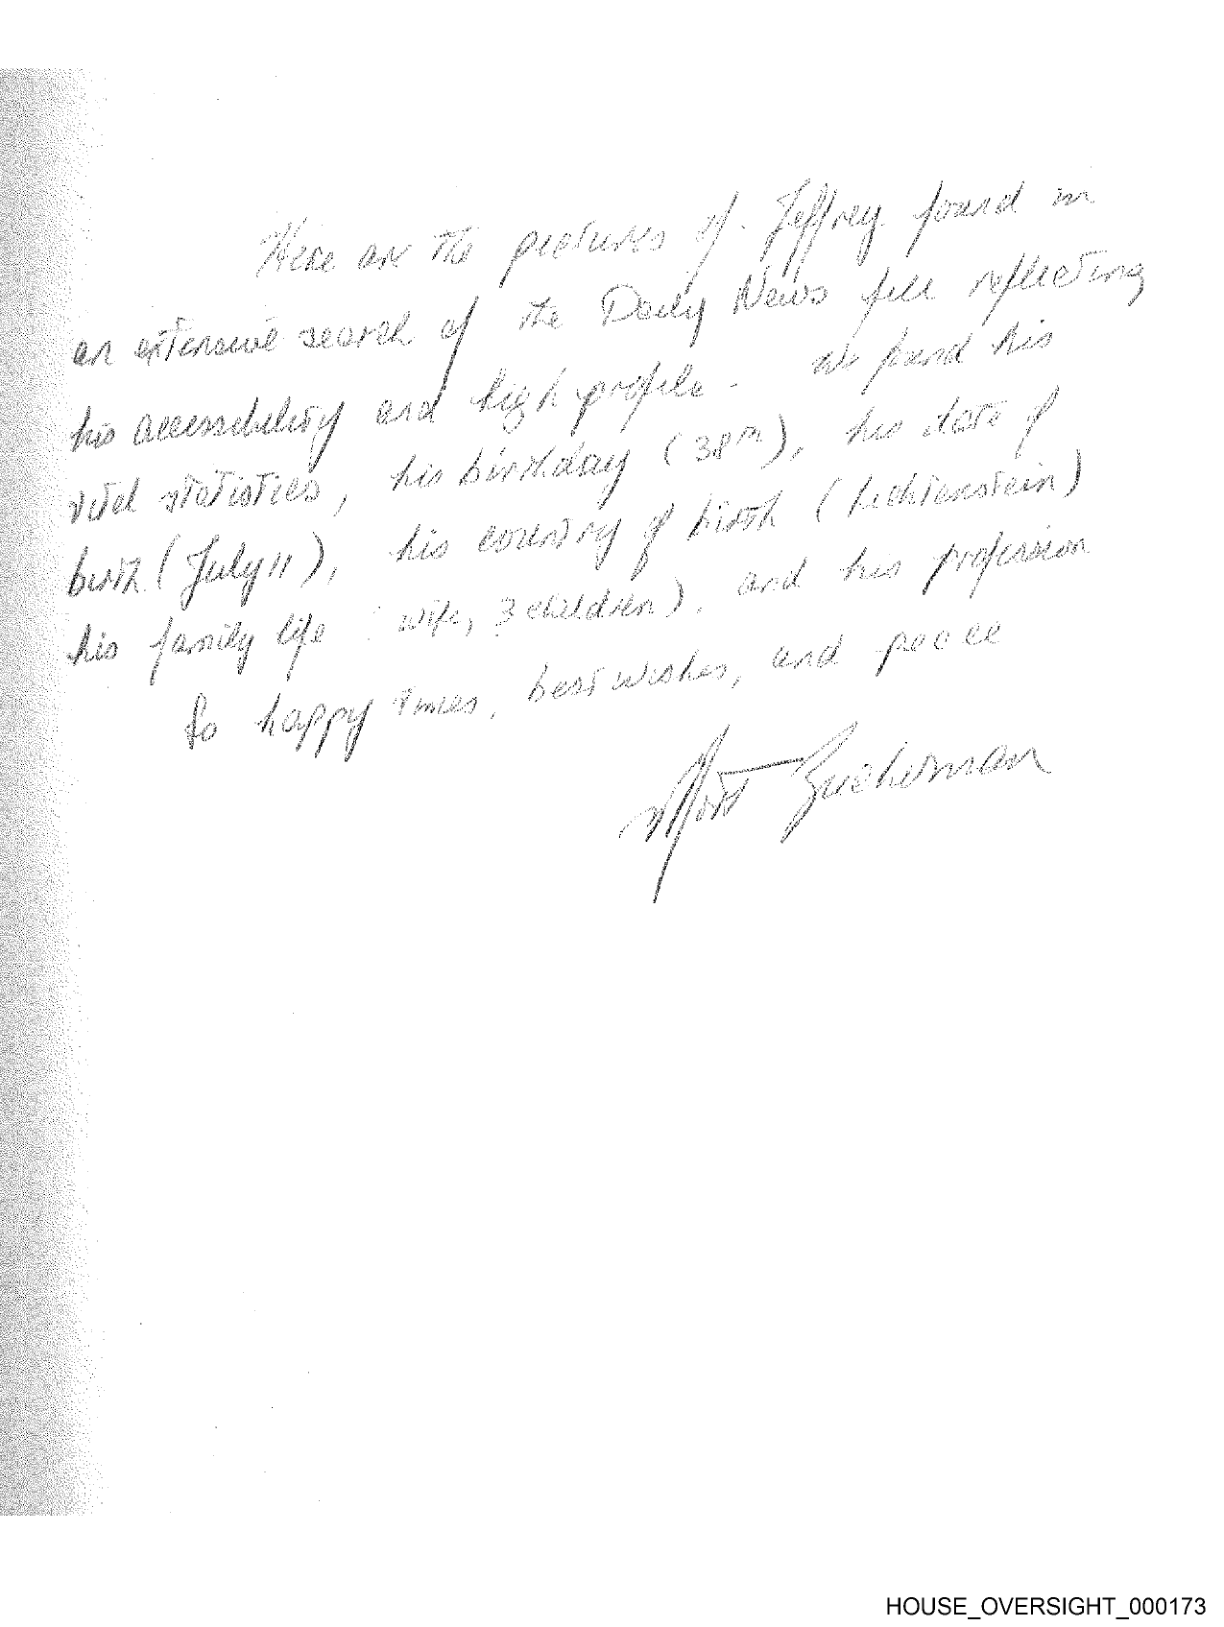 Here are the pictures of Jeffrey found in
an extensive search of the Daily News file reflecting
his accessibility and high profile - we found his
vital statistics, his birthday (38th), his date of
birth (July 11), his country of birth (Lichtenstein)
his family life (wife, 3 children), and his profession
To happy times, best wishes, and peace
Mort Zuckerman
HOUSE_OVERSIGHT_000173